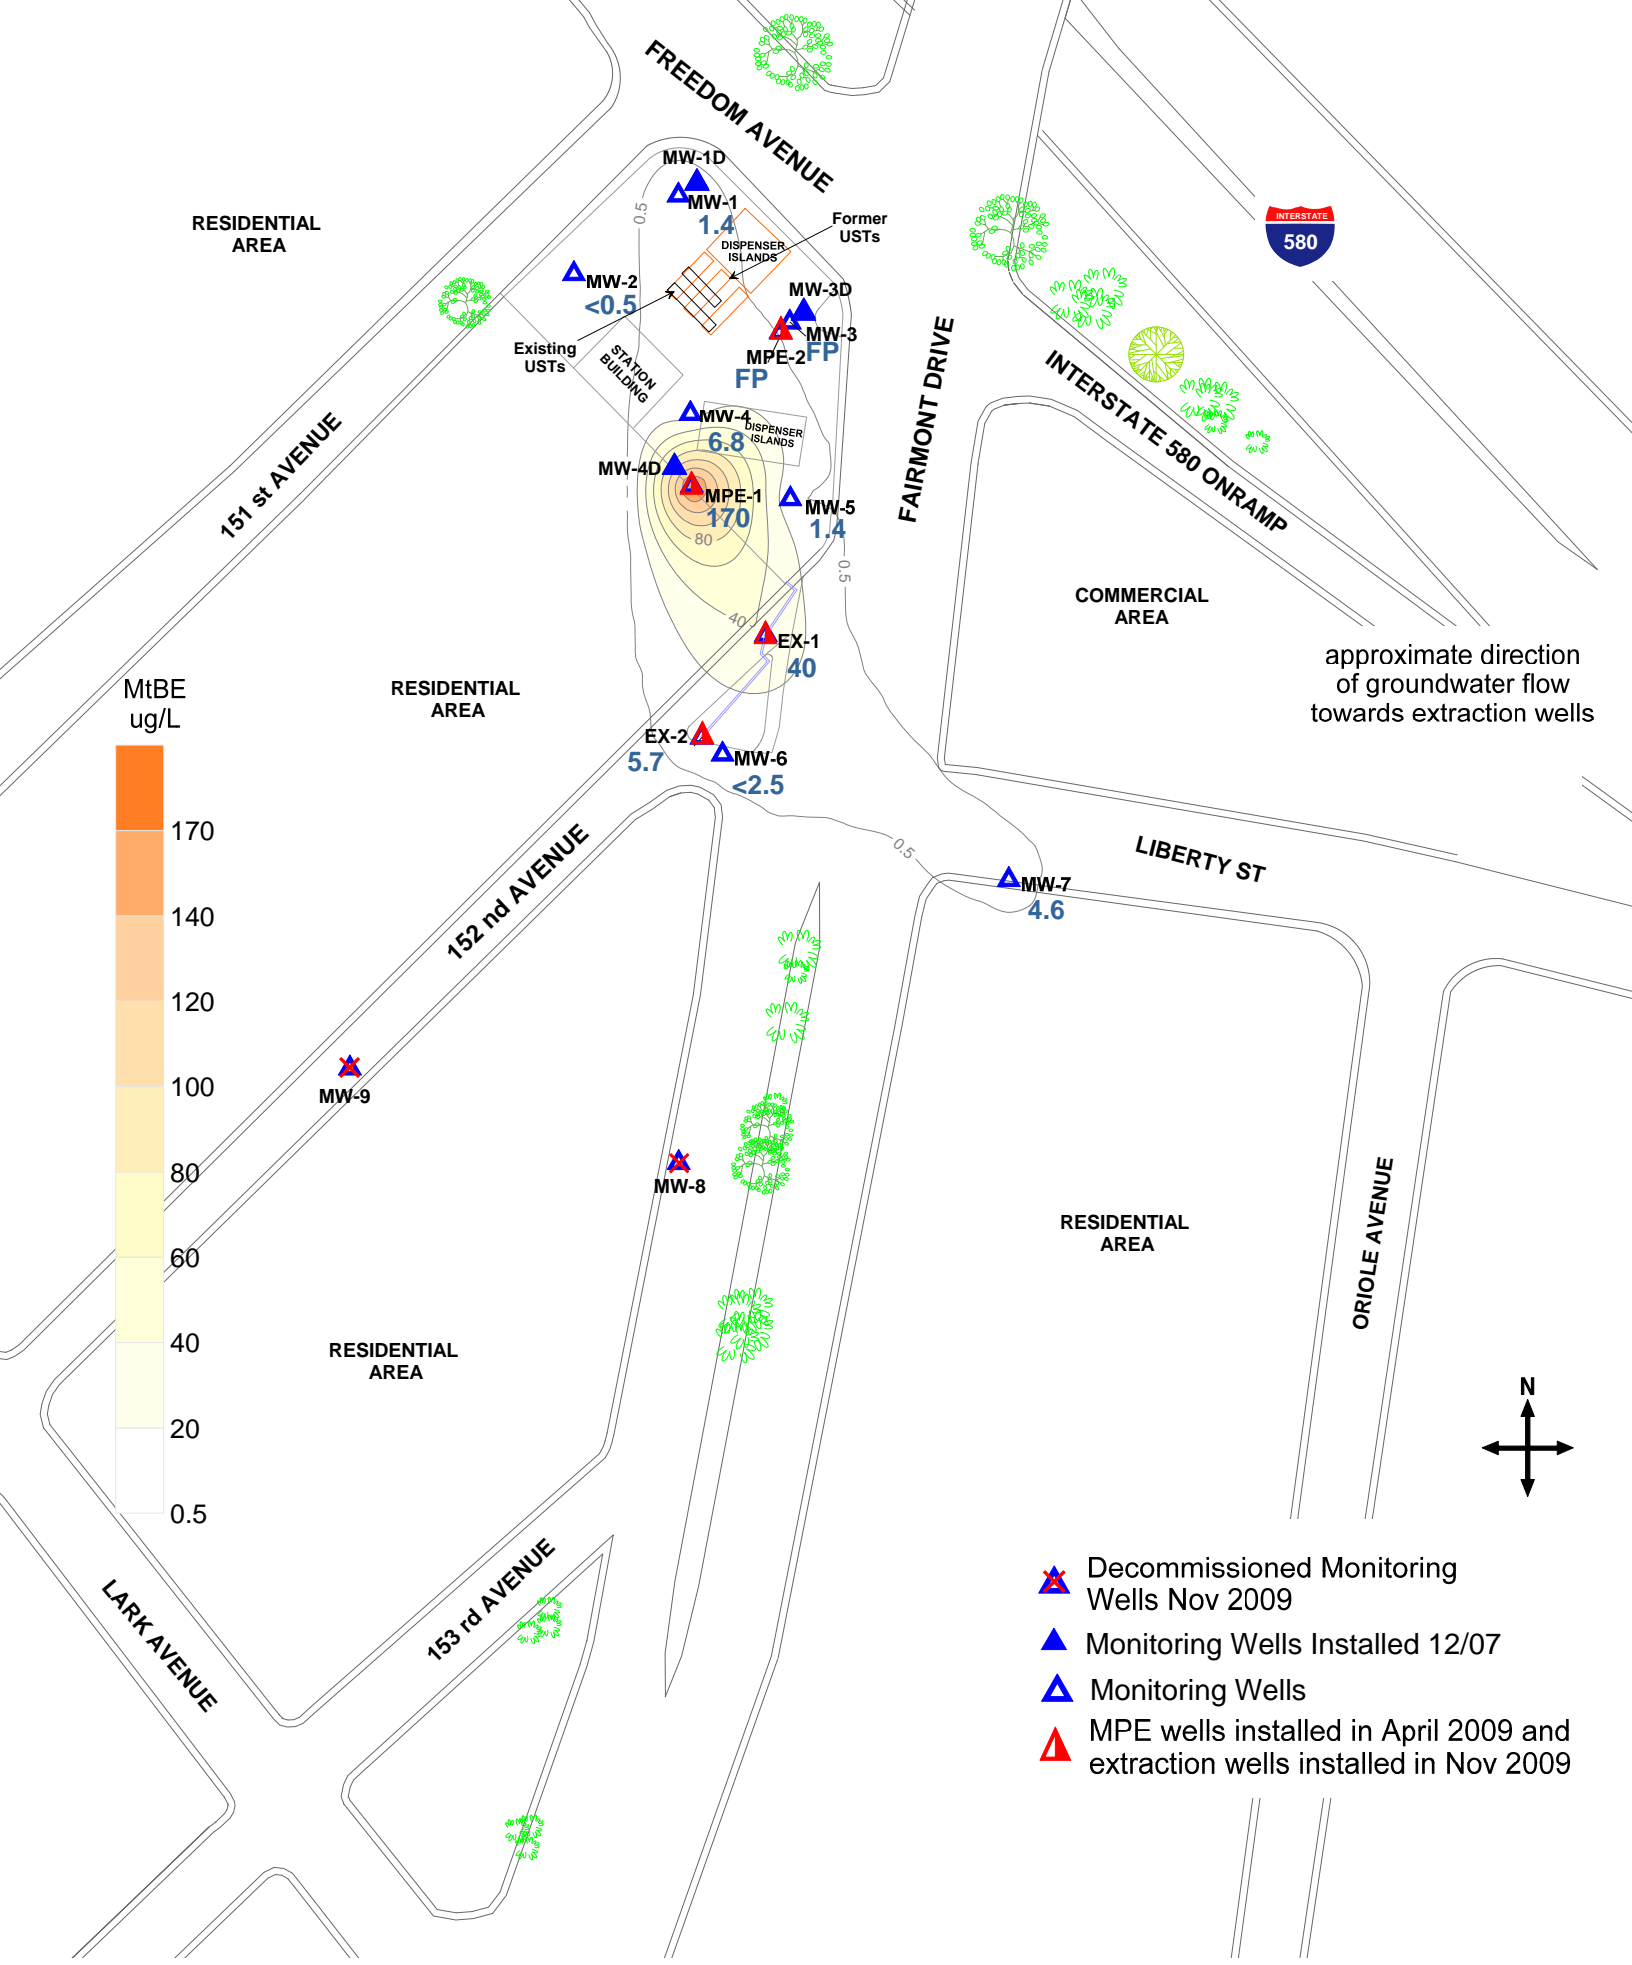 FREEDOM AVENUE
MW-1D
MW-1
1.4
0.5
RESIDENTIAL
AREA
Former
USTs
DISPENSER
ISLANDS
INTERSTATE
580
MW-2
<0.5
MW-3D
MW-3
FP
MPE-2
FP
Existing
USTs
STATION
BUILDING
FAIRMONT DRIVE
INTERSTATE 580 ONRAMP
MW-4
6.8
DISPENSER
ISLANDS
151 st AVENUE
MW-4D
MPE-1
170
MW-5
1.4
80
0.5
COMMERCIAL
AREA
40
EX-1
40
approximate direction
of groundwater flow
towards extraction wells
RESIDENTIAL
AREA
MtBE
ug/L
EX-2
5.7
MW-6
<2.5
170
140
120
100
80
60
40
20
0.5
152 nd AVENUE
0.5
LIBERTY ST
MW-7
4.6
MW-9
MW-8
RESIDENTIAL
AREA
ORIOLE AVENUE
RESIDENTIAL
AREA
N
153 rd AVENUE
LARK AVENUE
Decommissioned Monitoring
Wells Nov 2009
Monitoring Wells Installed 12/07
Monitoring Wells
MPE wells installed in April 2009 and
extraction wells installed in Nov 2009